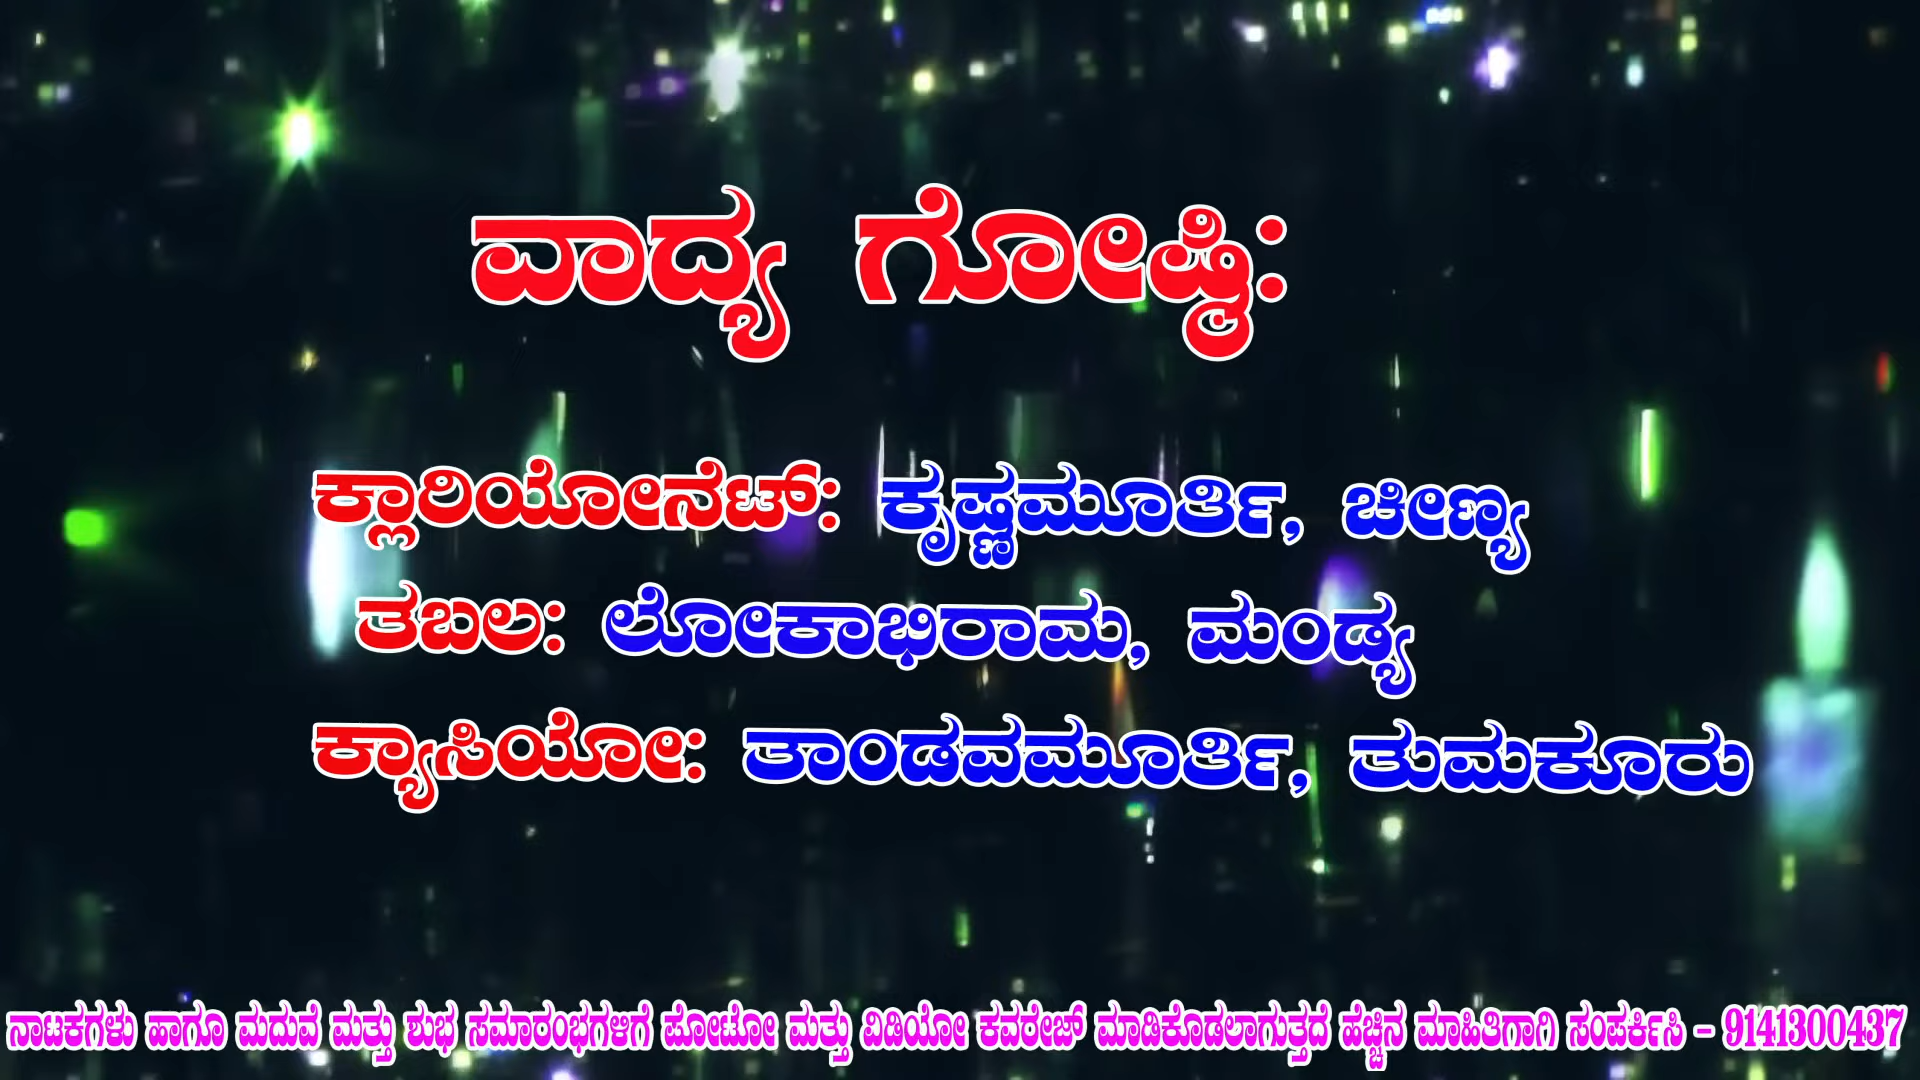 ವಾದ್ಯ ಗೋಷ್ಠಿ:
ಕ್ಲಾರಿಯೋನೆಟ್: ಕೃಷ್ಣಮೂರ್ತಿ, ಚೀಣ್ಯ
ತಬಲ: ಲೋಕಾಭಿರಾಮ, ಮಂಡ್ಯ
ಕ್ಯಾಸಿಯೋ: ತಾಂಡವಮೂರ್ತಿ, ತುಮಕೂರು
ನಾಟಕಗಳು ಹಾಗೂ ಮದುವೆ ಮತ್ತು ಶುಭ ಸಮಾರಂಭಗಳಿಗೆ ಪೋಟೋ ಮತ್ತು ವಿಡಿಯೋ ಕವರೇಜ್ ಮಾಡಿಕೊಡಲಾಗುತ್ತದೆ ಹೆಚ್ಚಿನ ಮಾಹಿತಿಗಾಗಿ ಸಂಪರ್ಕಿಸಿ - 9141300437